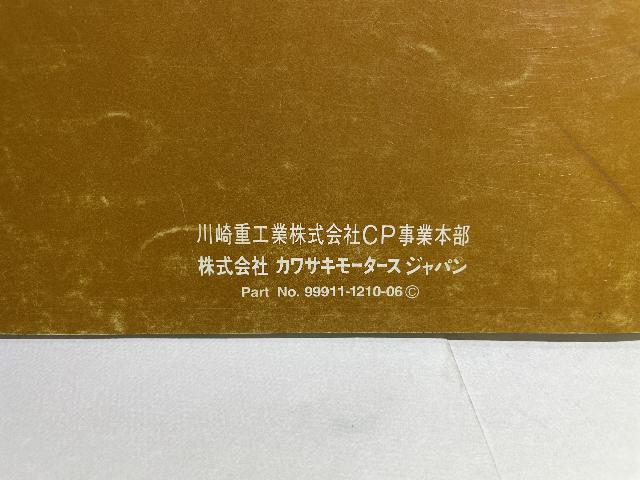 川崎重工業株式会社CP事業本部
株式会社 カワサキモータース ジャパン
Part No. 99911-1210-06 ©